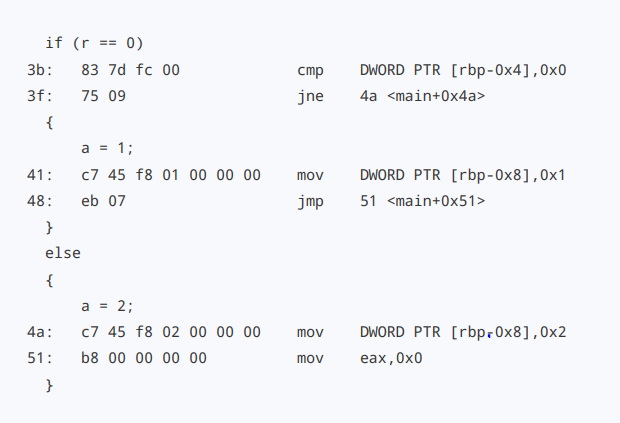 if (r == 0)
3b: 83 7d fc 00 cmp DWORD PTR [rbp-0x4],0x0
3f: 75 09 jne 4a <main+0x4a>
{
a = 1;
41: c7 45 f8 01 00 00 00 mov DWORD PTR [rbp-0x8],0x1
48: eb 07 jmp 51 <main+0x51>
}
else
{
a = 2;
4a: c7 45 f8 02 00 00 00 mov DWORD PTR [rbp-0x8],0x2
51: b8 00 00 00 00 mov eax,0x0
}